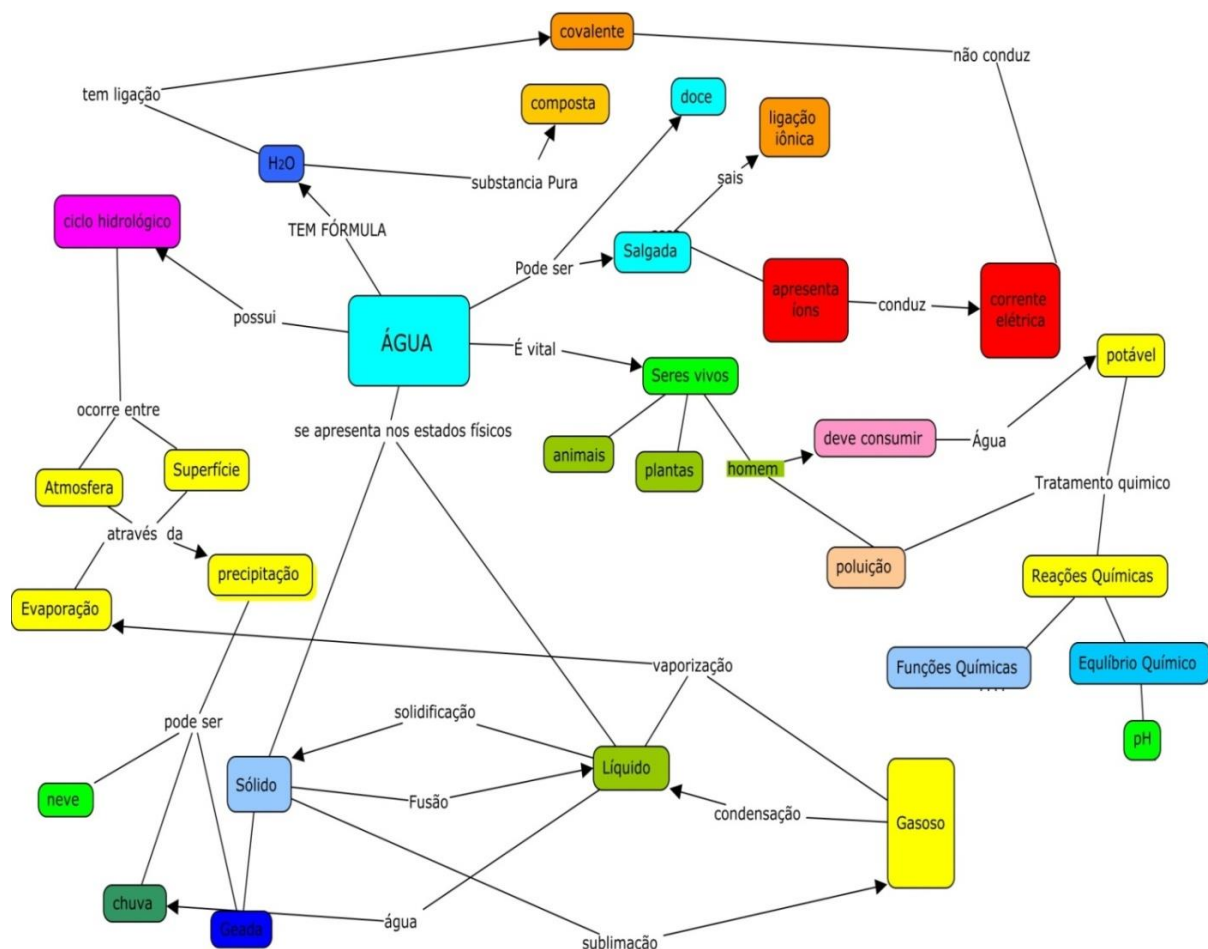 covalente
não conduz
tem ligação
composta
doce
ligação
iônica
H2O
sais
substancia Pura
ciclo hidrológico
TEM FÓRMULA
Pode ser
Salgada
apresenta
íons
conduz
corrente
elétrica
possui
ÁGUA
É vital
potável
Seres vivos
ocorre entre
se apresenta nos estados físicos
deve consumir
Água
animais
plantas
homem
Superfície
Atmosfera
Tratamento quimico
através da
precipitação
poluição
Reações Químicas
Evaporação
vaporização
Funções Químicas
Equlíbrio Químico
solidificação
pode ser
pH
Sólido
Líquido
neve
Fusão
condensação
Gasoso
chuva
Geada
água
sublimação